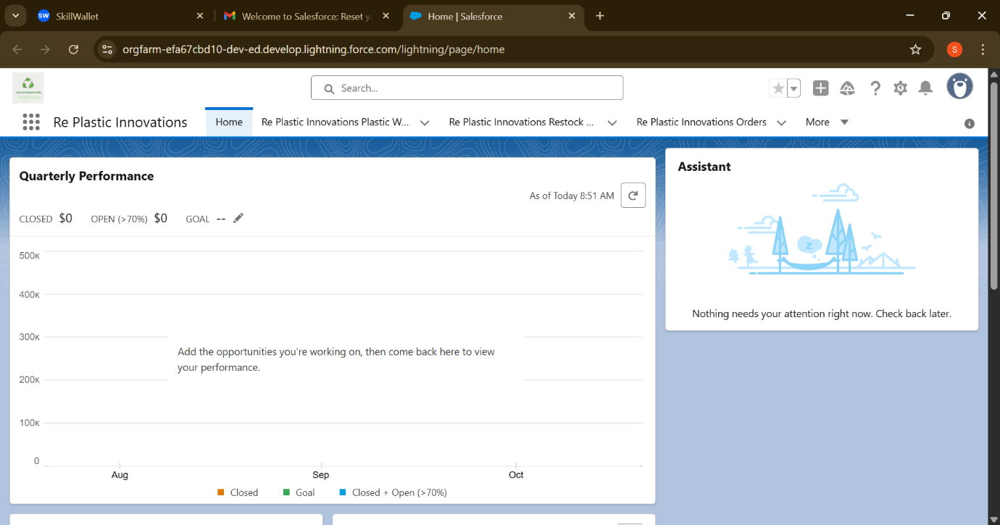 SW SkillWallet
Welcome to Salesforce: Reset y
Home | Salesforce
orgfarm-efa67cbd10-dev-ed.develop.lightning.force.com/lightning/page/home
S
Search...
Re Plastic Innovations
Home
Re Plastic Innovations Plastic W...
Re Plastic Innovations Restock ...
Re Plastic Innovations Orders
More
Quarterly Performance
As of Today 8:51 AM
CLOSED $0 OPEN (>70%) $0 GOAL --
500K
400K
300K
Add the opportunities you're working on, then come back here to view
your performance.
200K
100K
0
Aug Sep Oct
Closed Goal Closed + Open (>70%)
Assistant
z
Nothing needs your attention right now. Check back later.